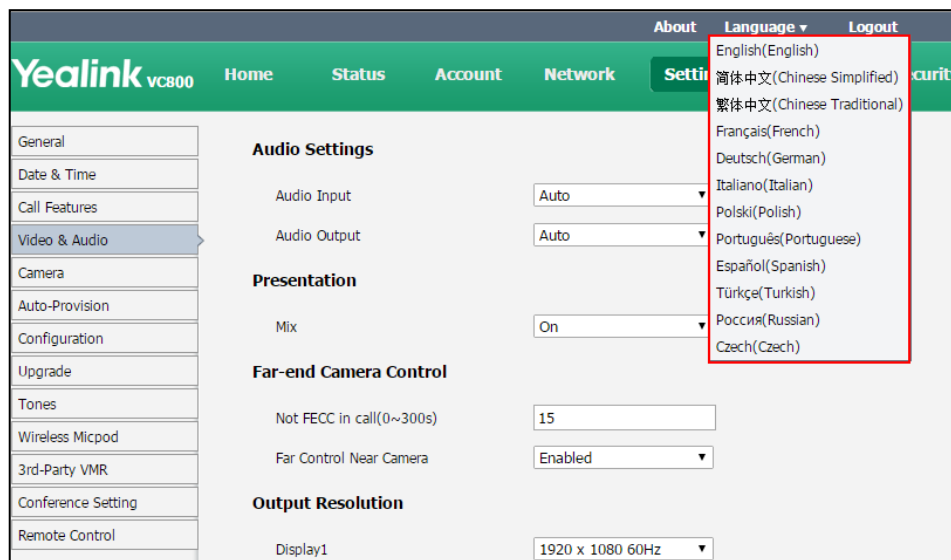 About Language ▾ Logout
Yealink VC800 Home Status Account Network
English(English)
简体中文(Chinese Simplified)
繁体中文(Chinese Traditional)
Français(French)
Deutsch(German)
Italiano(Italian)
Polski(Polish)
Português(Portuguese)
Español(Spanish)
Türkçe(Turkish)
Россия(Russian)
Czech(Czech)
General
Date & Time
Call Features
Video & Audio
Camera
Auto-Provision
Configuration
Upgrade
Tones
Wireless Micpod
3rd-Party VMR
Conference Setting
Remote Control
Audio Settings
Audio Input Auto
Audio Output Auto
Presentation
Mix On
Far-end Camera Control
Not FECC in call(0~300s) 15
Far Control Near Camera Enabled
Output Resolution
Display1 1920 x 1080 60Hz